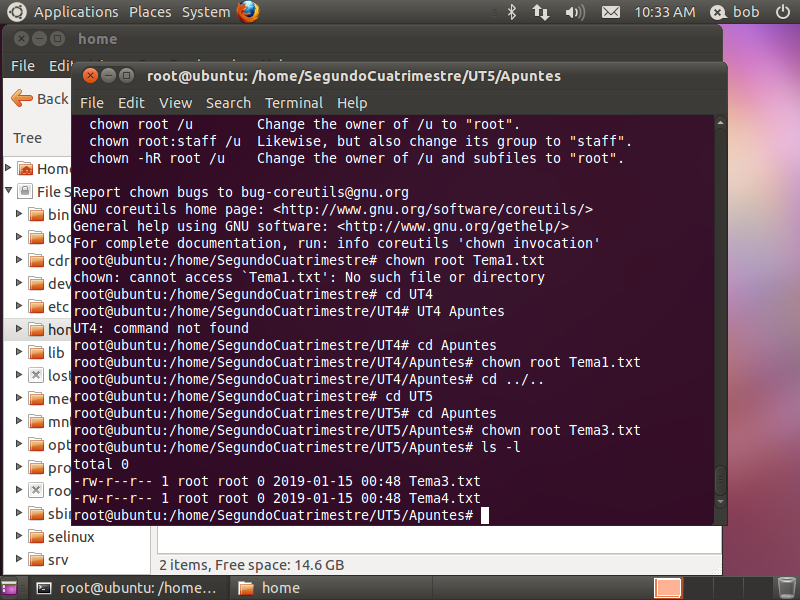 Applications Places System 10:33 AM bob
home
File Edit
root@ubuntu: /home/SegundoCuatrimestre/UT5/Apuntes
File Edit View Search Terminal Help
Back
Tree
Home
File S
bin
boo
cdr
dev
etc
hom
lib
lost
me
mn
opt
pro
roo
sbin
selinux
srv
  chown root /u        Change the owner of /u to "root".
  chown root:staff /u  Likewise, but also change its group to "staff".
  chown -hR root /u    Change the owner of /u and subfiles to "root".
Report chown bugs to bug-coreutils@gnu.org
GNU coreutils home page: <http://www.gnu.org/software/coreutils/>
General help using GNU software: <http://www.gnu.org/gethelp/>
For complete documentation, run: info coreutils 'chown invocation'
root@ubuntu:/home/SegundoCuatrimestre# chown root Tema1.txt
chown: cannot access `Tema1.txt': No such file or directory
root@ubuntu:/home/SegundoCuatrimestre# cd UT4
root@ubuntu:/home/SegundoCuatrimestre/UT4# UT4 Apuntes
UT4: command not found
root@ubuntu:/home/SegundoCuatrimestre/UT4# cd Apuntes
root@ubuntu:/home/SegundoCuatrimestre/UT4/Apuntes# chown root Tema1.txt
root@ubuntu:/home/SegundoCuatrimestre/UT4/Apuntes# cd ../..
root@ubuntu:/home/SegundoCuatrimestre# cd UT5
root@ubuntu:/home/SegundoCuatrimestre/UT5# cd Apuntes
root@ubuntu:/home/SegundoCuatrimestre/UT5/Apuntes# chown root Tema3.txt
root@ubuntu:/home/SegundoCuatrimestre/UT5/Apuntes# ls -l
total 0
-rw-r--r-- 1 root root 0 2019-01-15 00:48 Tema3.txt
-rw-r--r-- 1 root root 0 2019-01-15 00:48 Tema4.txt
root@ubuntu:/home/SegundoCuatrimestre/UT5/Apuntes#
2 items, Free space: 14.6 GB
root@ubuntu: /home... home